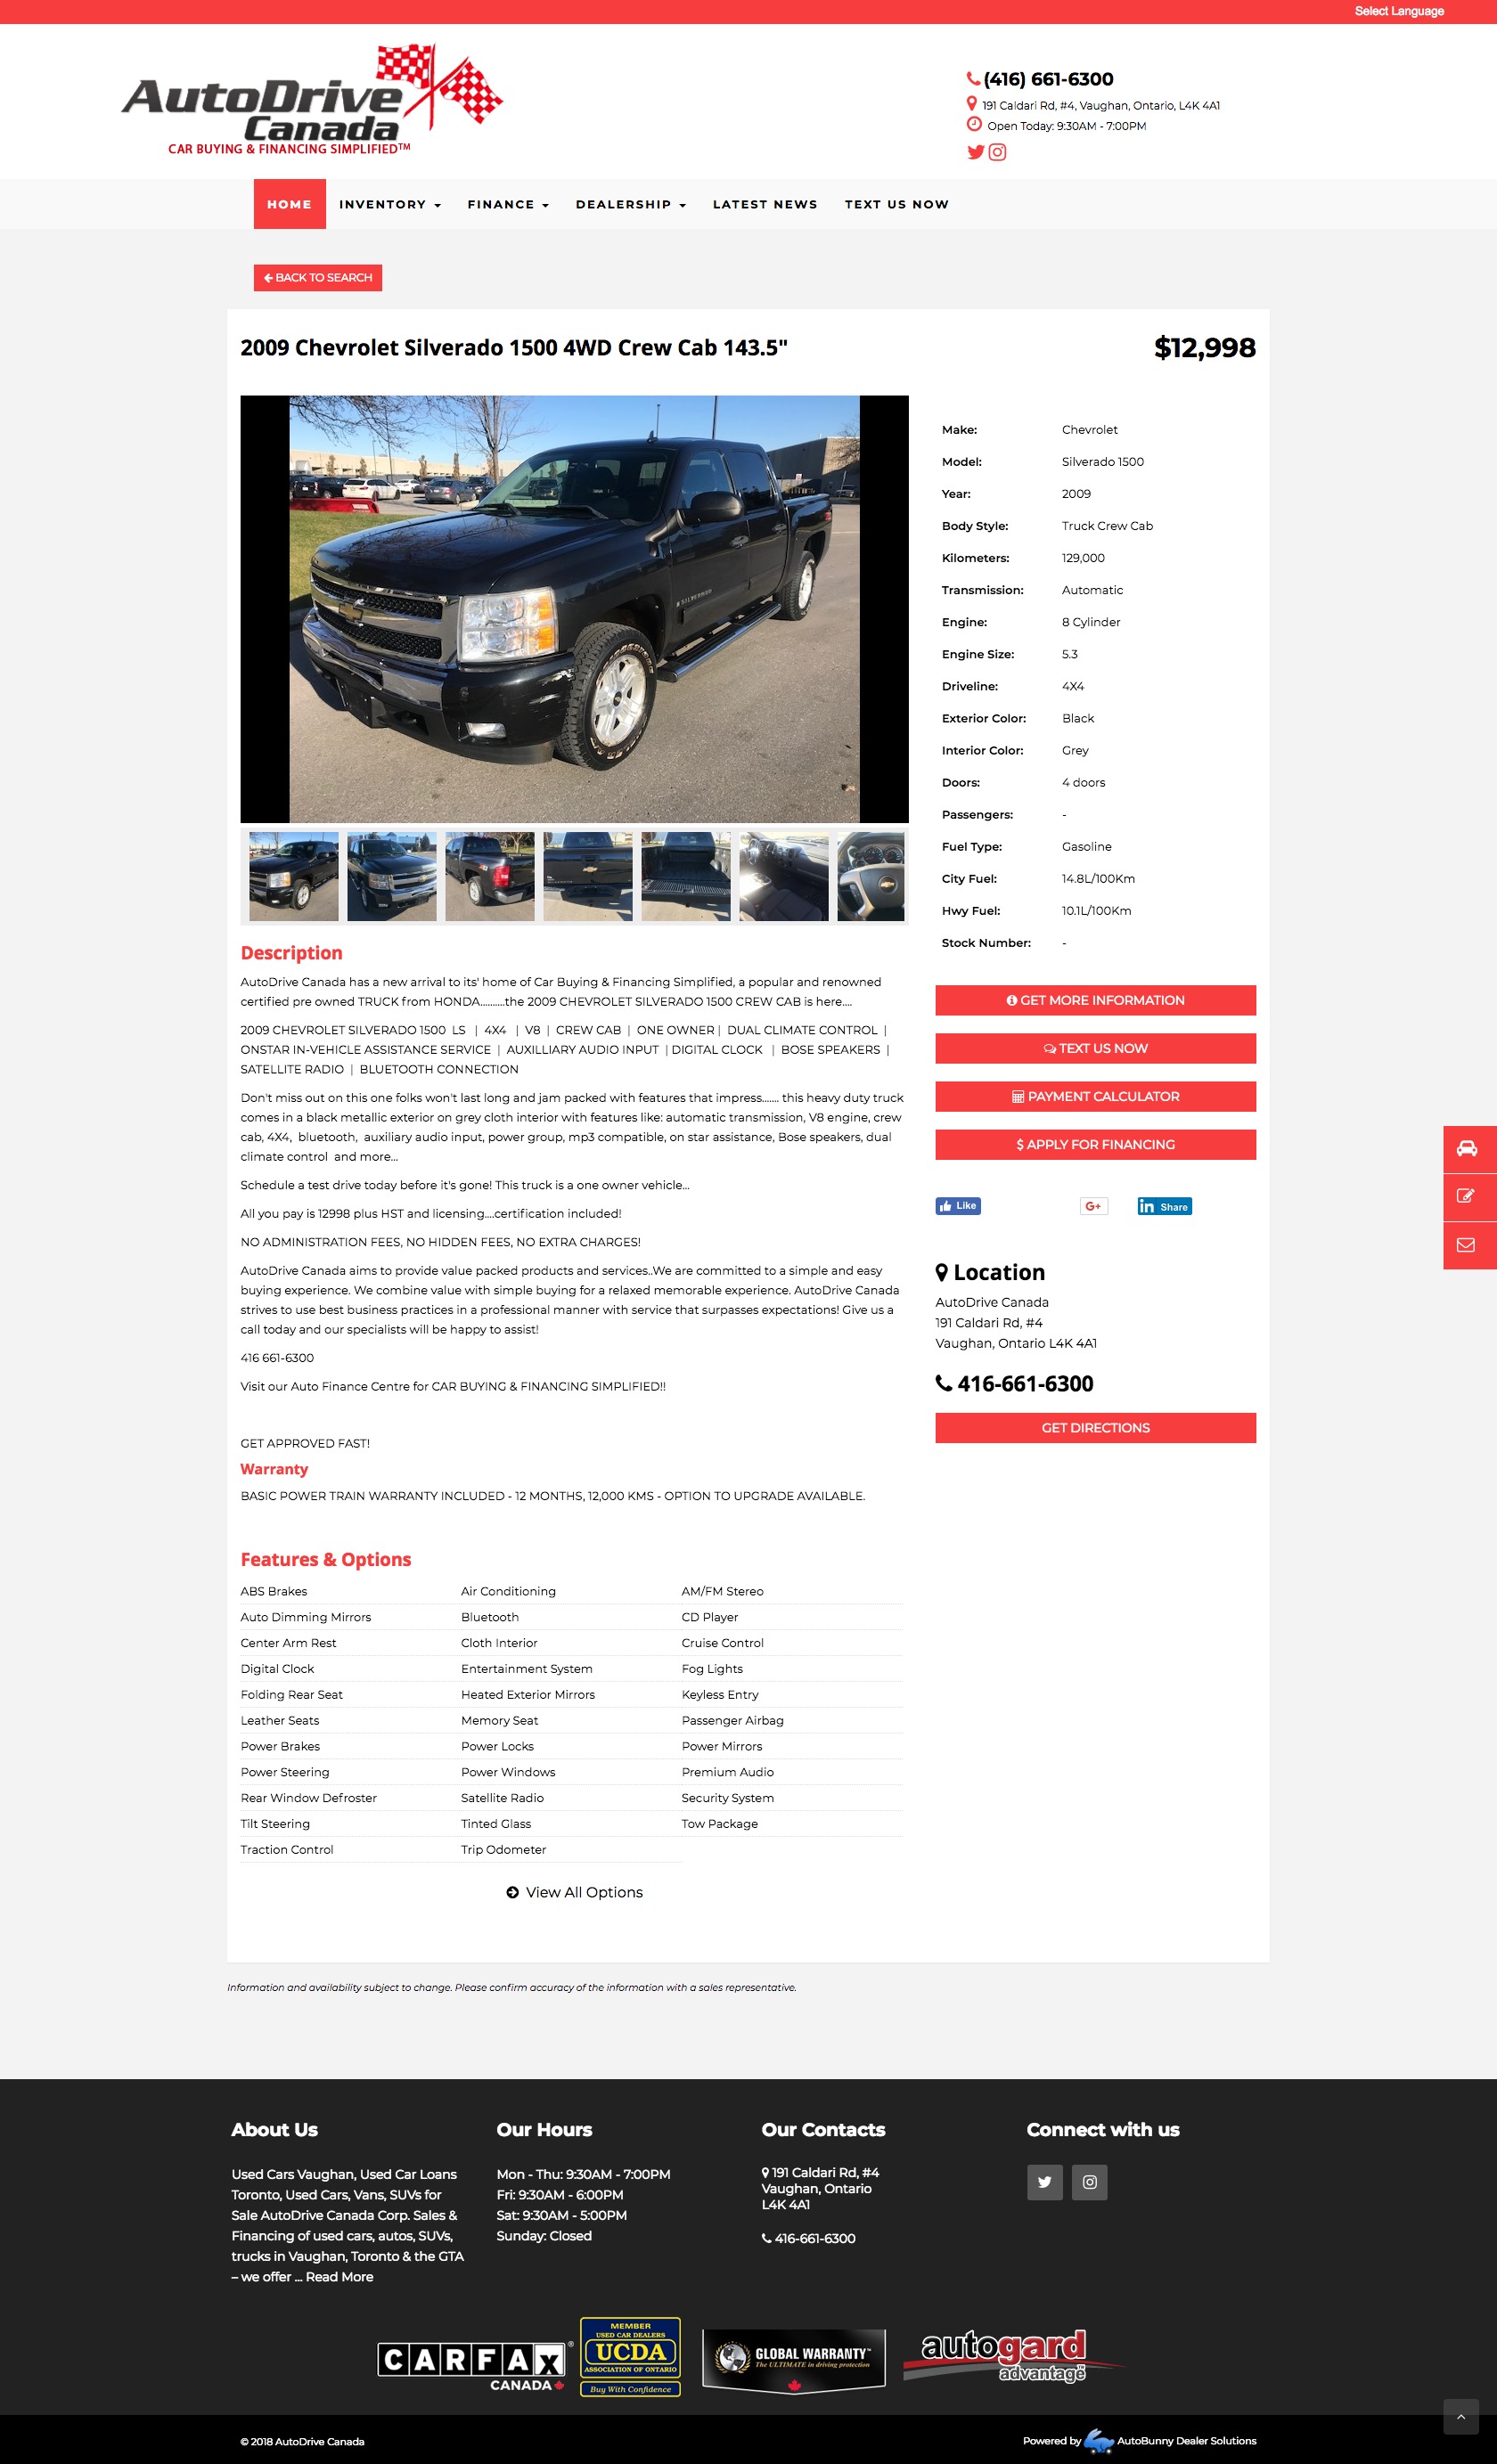 Select Language
AutoDrive
Canada
CAR BUYING & FINANCING SIMPLIFIED™
(416) 661-6300
191 Caldari Rd, #4, Vaughan, Ontario, L4K 4A1
Open Today: 9:30AM - 7:00PM
HOME INVENTORY FINANCE DEALERSHIP LATEST NEWS TEXT US NOW
BACK TO SEARCH
2009 Chevrolet Silverado 1500 4WD Crew Cab 143.5"
$12,998
Make: Chevrolet
Model: Silverado 1500
Year: 2009
Body Style: Truck Crew Cab
Kilometers: 129,000
Transmission: Automatic
Engine: 8 Cylinder
Engine Size: 5.3
Driveline: 4X4
Exterior Color: Black
Interior Color: Grey
Doors: 4 doors
Passengers: -
Fuel Type: Gasoline
City Fuel: 14.8L/100Km
Hwy Fuel: 10.1L/100Km
Stock Number: -
Description
AutoDrive Canada has a new arrival to its' home of Car Buying & Financing Simplified, a popular and renowned
certified pre owned TRUCK from HONDA..........the 2009 CHEVROLET SILVERADO 1500 CREW CAB is here....
2009 CHEVROLET SILVERADO 1500 LS | 4X4 | V8 | CREW CAB | ONE OWNER | DUAL CLIMATE CONTROL |
ONSTAR IN-VEHICLE ASSISTANCE SERVICE | AUXILLIARY AUDIO INPUT | DIGITAL CLOCK | BOSE SPEAKERS |
SATELLITE RADIO | BLUETOOTH CONNECTION
Don't miss out on this one folks won't last long and jam packed with features that impress....... this heavy duty truck
comes in a black metallic exterior on grey cloth interior with features like: automatic transmission, V8 engine, crew
cab, 4X4, bluetooth, auxiliary audio input, power group, mp3 compatible, on star assistance, Bose speakers, dual
climate control and more...
Schedule a test drive today before it's gone! This truck is a one owner vehicle...
All you pay is 12998 plus HST and licensing....certification included!
NO ADMINISTRATION FEES, NO HIDDEN FEES, NO EXTRA CHARGES!
AutoDrive Canada aims to provide value packed products and services..We are committed to a simple and easy
buying experience. We combine value with simple buying for a relaxed memorable experience. AutoDrive Canada
strives to use best business practices in a professional manner with service that surpasses expectations! Give us a
call today and our specialists will be happy to assist!
416 661-6300
Visit our Auto Finance Centre for CAR BUYING & FINANCING SIMPLIFIED!!
GET APPROVED FAST!
Warranty
BASIC POWER TRAIN WARRANTY INCLUDED - 12 MONTHS, 12,000 KMS - OPTION TO UPGRADE AVAILABLE.
GET MORE INFORMATION
TEXT US NOW
PAYMENT CALCULATOR
$ APPLY FOR FINANCING
Like G+ in Share
Location
AutoDrive Canada
191 Caldari Rd, #4
Vaughan, Ontario L4K 4A1
416-661-6300
GET DIRECTIONS
Features & Options
ABS Brakes Air Conditioning AM/FM Stereo
Auto Dimming Mirrors Bluetooth CD Player
Center Arm Rest Cloth Interior Cruise Control
Digital Clock Entertainment System Fog Lights
Folding Rear Seat Heated Exterior Mirrors Keyless Entry
Leather Seats Memory Seat Passenger Airbag
Power Brakes Power Locks Power Mirrors
Power Steering Power Windows Premium Audio
Rear Window Defroster Satellite Radio Security System
Tilt Steering Tinted Glass Tow Package
Traction Control Trip Odometer
View All Options
Information and availability subject to change. Please confirm accuracy of the information with a sales representative.
About Us
Used Cars Vaughan, Used Car Loans
Toronto, Used Cars, Vans, SUVs for
Sale AutoDrive Canada Corp. Sales &
Financing of used cars, autos, SUVs,
trucks in Vaughan, Toronto & the GTA
– we offer ... Read More
Our Hours
Mon - Thu: 9:30AM - 7:00PM
Fri: 9:30AM - 6:00PM
Sat: 9:30AM - 5:00PM
Sunday: Closed
Our Contacts
191 Caldari Rd, #4
Vaughan, Ontario
L4K 4A1
416-661-6300
Connect with us
CARFAX®
CANADA
MEMBER
USED CAR DEALERS
UCDA
ASSOCIATION OF ONTARIO
Buy With Confidence
GLOBAL WARRANTY™
The ULTIMATE in driving protection
autogard
advantage
© 2018 AutoDrive Canada
Powered by AutoBunny Dealer Solutions